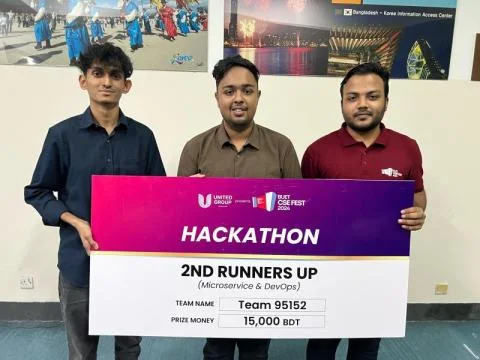 Bangladesh - Korea Information Access Center
UNITED
GROUP
presents
BUET
CSE FEST
2024
HACKATHON
2ND RUNNERS UP
(Microservice & DevOps)
TEAM NAME
Team 95152
PRIZE MONEY
15,000 BDT